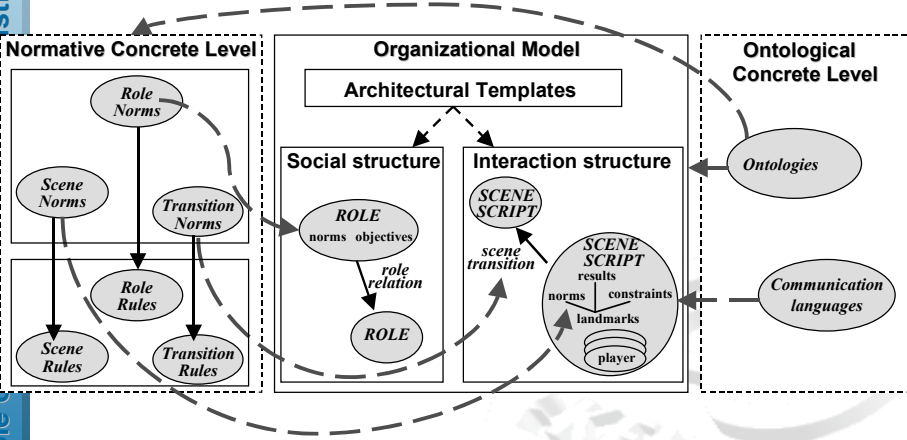 Normative Concrete Level
Role
Norms
Scene
Norms
Transition
Norms
Role
Rules
Scene
Rules
Transition
Rules
Organizational Model
Architectural Templates
Social structure
ROLE
norms objectives
role
relation
ROLE
Interaction structure
SCENE
SCRIPT
scene
transition
SCENE
SCRIPT
results
norms constraints
landmarks
player
Ontological
Concrete Level
Ontologies
Communication
languages